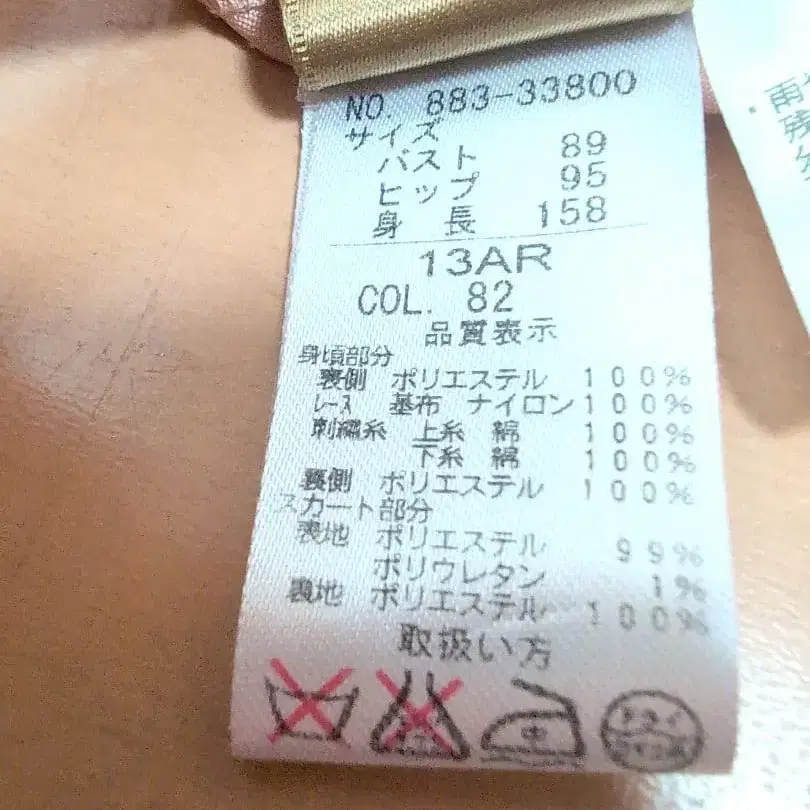 NO. 883-33800
サイズ
バスト 89
ヒップ 95
身長 158
13AR
COL. 82
品質表示
身頃部分
表側 ポリエステル 100%
レース 基布 ナイロン 100%
刺繍糸 上糸 綿 100%
下糸 綿 100%
裏側 ポリエステル 100%
スカート部分
表地 ポリエステル 99%
ポリウレタン 1%
裏地 ポリエステル 100%
取扱い方
ドライ
・雨
残